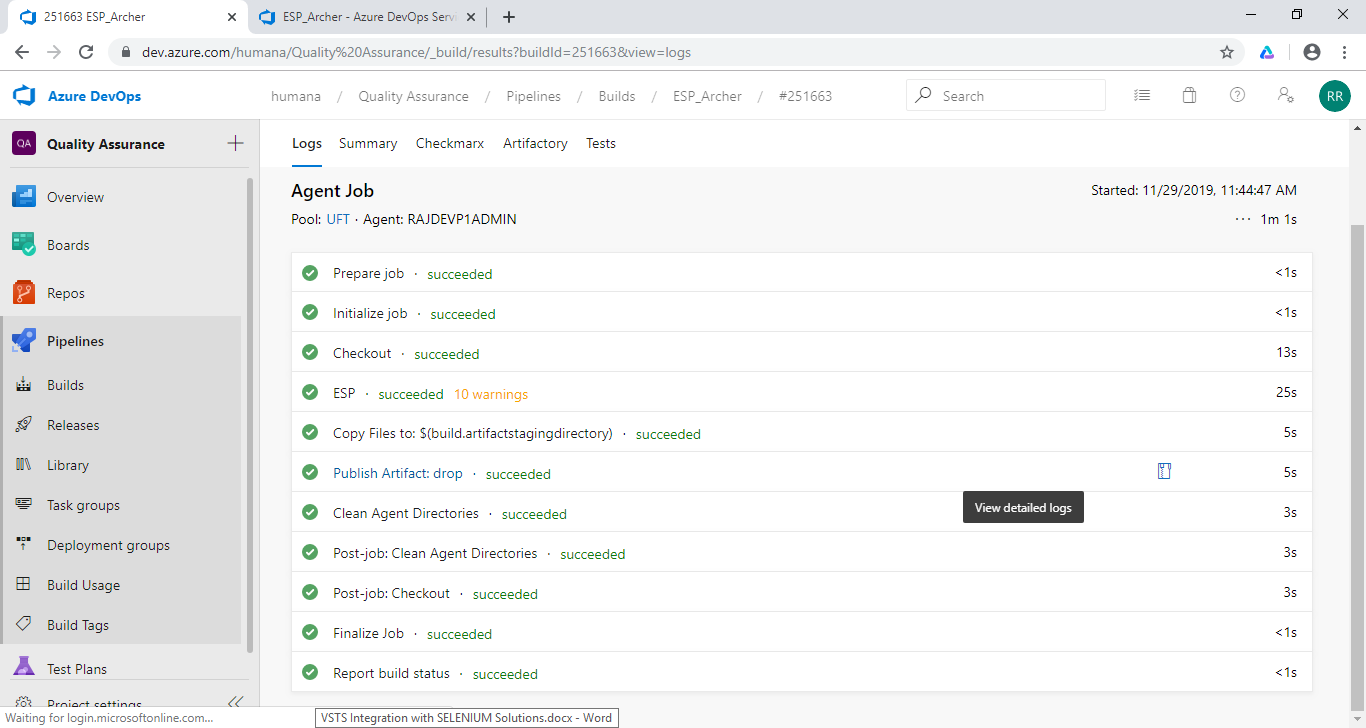 251663 ESP_Archer
ESP_Archer - Azure DevOps Servi
dev.azure.com/humana/Quality%20Assurance/_build/results?buildId=251663&view=logs
Azure DevOps
humana / Quality Assurance / Pipelines / Builds / ESP_Archer / #251663
Search
RR
QA Quality Assurance
Overview
Boards
Repos
Pipelines
Builds
Releases
Library
Task groups
Deployment groups
Build Usage
Build Tags
Test Plans
Project settings
Logs Summary Checkmarx Artifactory Tests
Agent Job
Started: 11/29/2019, 11:44:47 AM
Pool: UFT · Agent: RAJDEVP1ADMIN
··· 1m 1s
Prepare job · succeeded <1s
Initialize job · succeeded <1s
Checkout · succeeded 13s
ESP · succeeded 10 warnings 25s
Copy Files to: $(build.artifactstagingdirectory) · succeeded 5s
Publish Artifact: drop · succeeded 5s
View detailed logs
Clean Agent Directories · succeeded 3s
Post-job: Clean Agent Directories · succeeded 3s
Post-job: Checkout · succeeded 3s
Finalize Job · succeeded <1s
Report build status · succeeded <1s
Waiting for login.microsoftonline.com...
VSTS Integration with SELENIUM Solutions.docx - Word